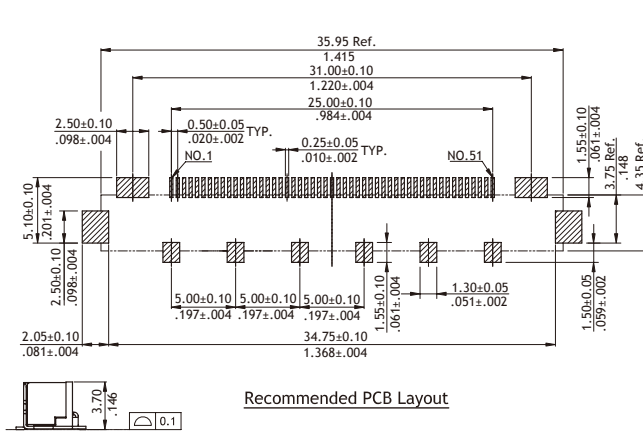 35.95 Ref.
1.415
31.00±0.10
1.220±.004
25.00±0.10
.984±.004
2.50±0.10
.098±.004
0.50±0.05 TYP.
.020±.002
0.25±0.05 TYP.
.010±.002
NO.1
NO.51
1.55±0.10
.061±.004
3.75 Ref.
.148
4.35 Ref
5.10±0.10
.201±.004
2.50±0.10
.098±.004
5.00±0.10 5.00±0.10 5.00±0.10
.197±.004 .197±.004 .197±.004
1.55±0.10
.061±.004
1.30±0.05
.051±.002
1.50±0.05
.059±.002
2.05±0.10
.081±.004
34.75±0.10
1.368±.004
3.70
.146
0.1
Recommended PCB Layout